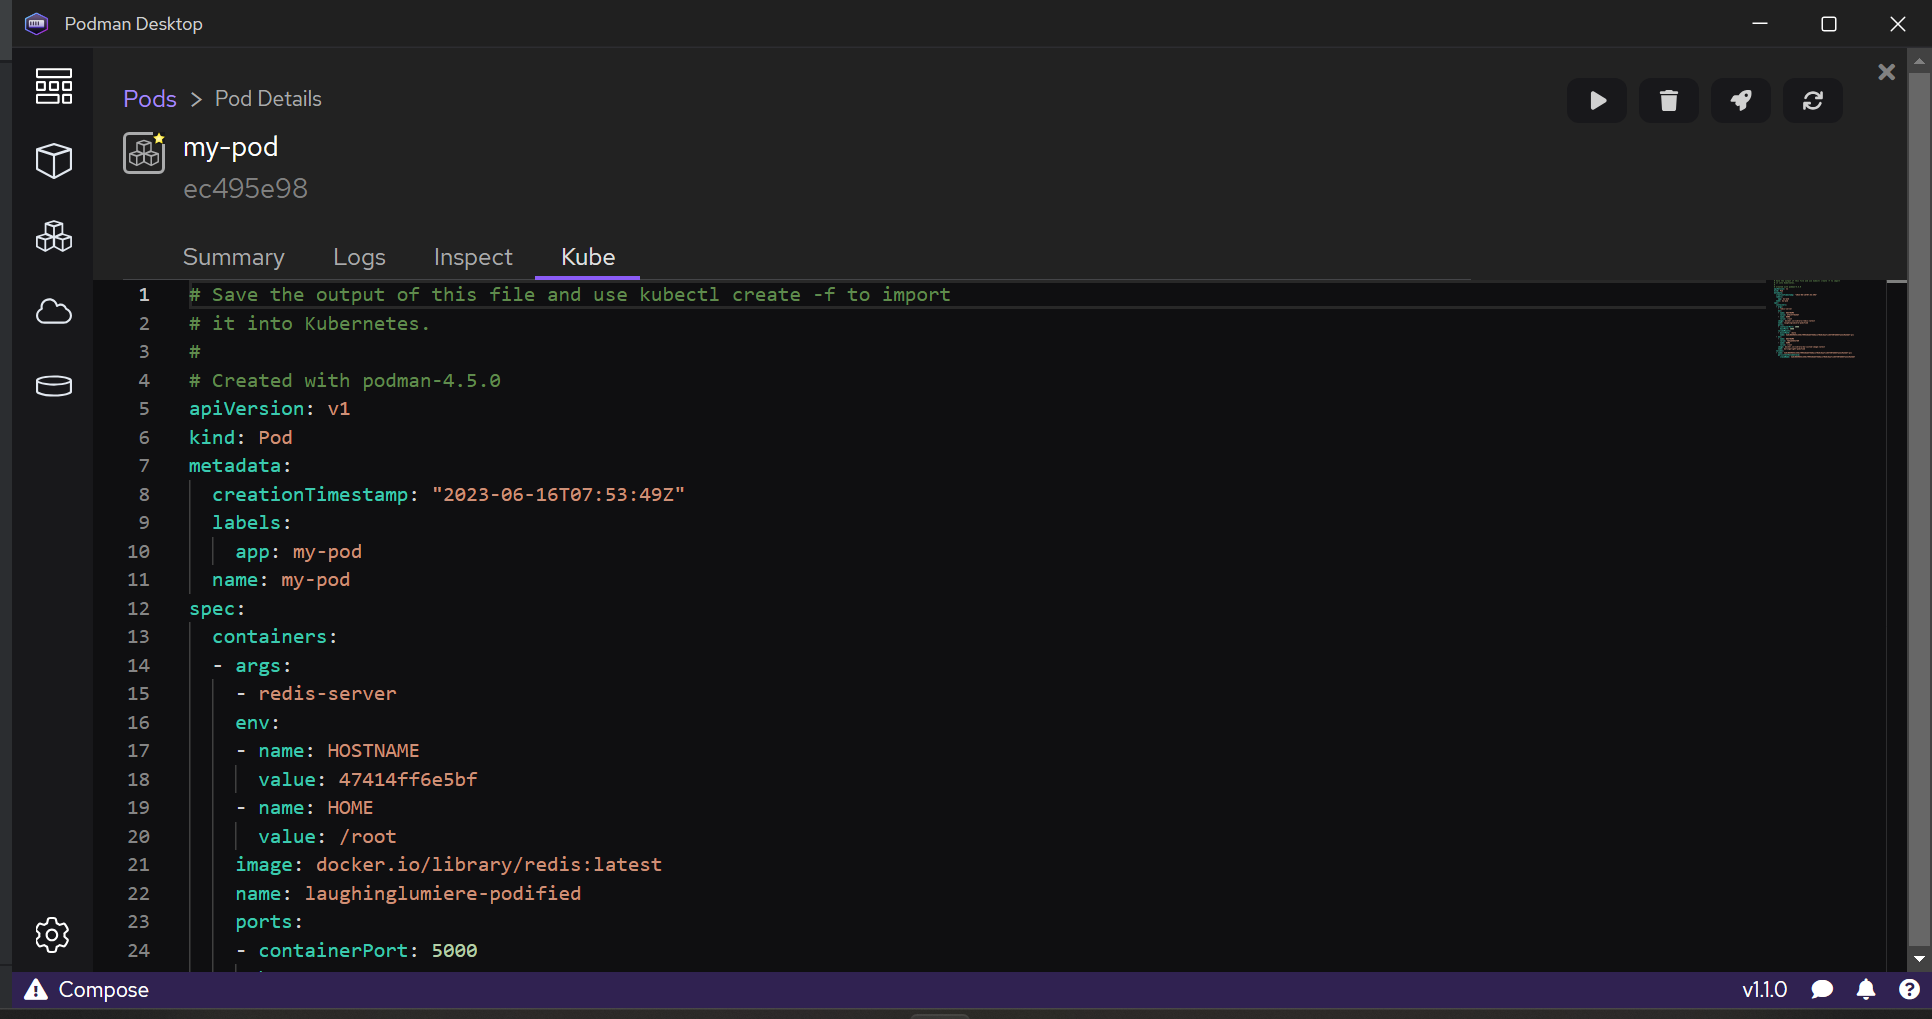 Podman Desktop
Pods > Pod Details
my-pod
ec495e98
Summary Logs Inspect Kube
1 # Save the output of this file and use kubectl create -f to import
2 # it into Kubernetes.
3 #
4 # Created with podman-4.5.0
5 apiVersion: v1
6 kind: Pod
7 metadata:
8 creationTimestamp: "2023-06-16T07:53:49Z"
9 labels:
10 app: my-pod
11 name: my-pod
12 spec:
13 containers:
14 - args:
15 - redis-server
16 env:
17 - name: HOSTNAME
18 value: 47414ff6e5bf
19 - name: HOME
20 value: /root
21 image: docker.io/library/redis:latest
22 name: laughinglumiere-podified
23 ports:
24 - containerPort: 5000
Compose v1.1.0